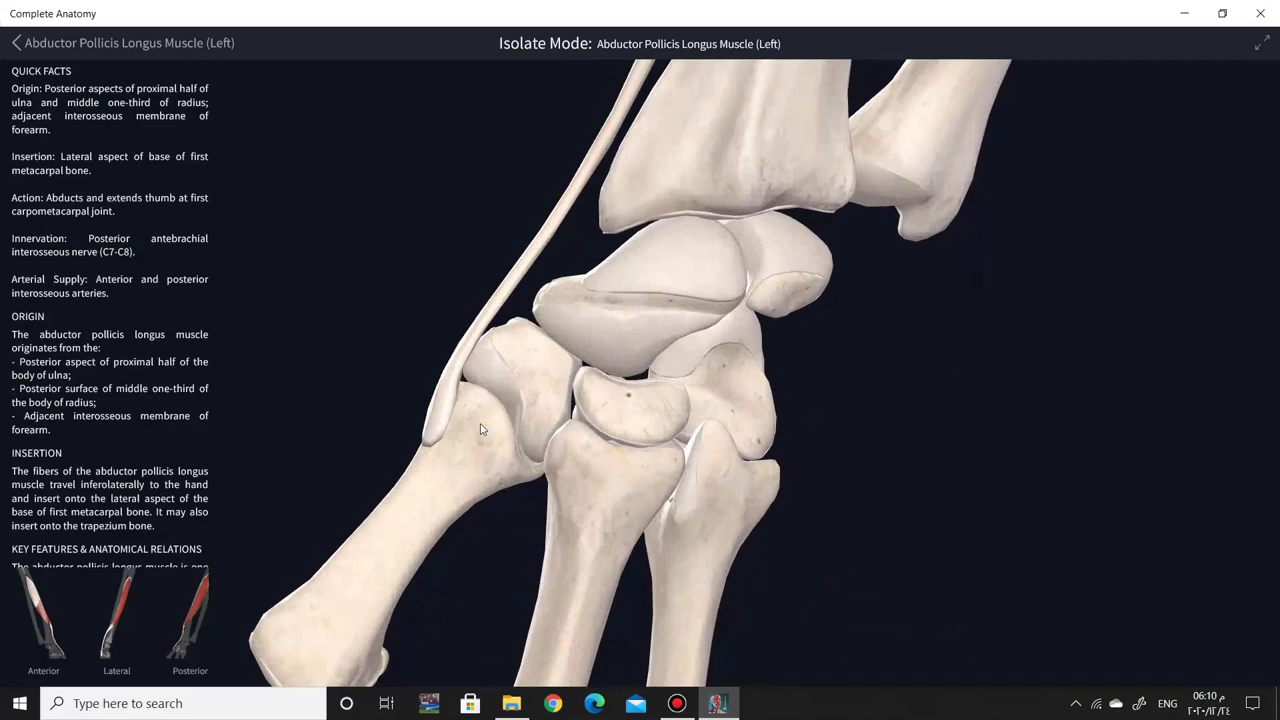 Complete Anatomy
Abductor Pollicis Longus Muscle (Left)
Isolate Mode: Abductor Pollicis Longus Muscle (Left)
QUICK FACTS
Origin: Posterior aspects of proximal half of
ulna and middle one-third of radius;
adjacent interosseous membrane of
forearm.
Insertion: Lateral aspect of base of first
metacarpal bone.
Action: Abducts and extends thumb at first
carpometacarpal joint.
Innervation: Posterior antebrachial
interosseous nerve (C7-C8).
Arterial Supply: Anterior and posterior
interosseous arteries.
ORIGIN
The abductor pollicis longus muscle
originates from the:
- Posterior aspect of proximal half of the
body of ulna;
- Posterior surface of middle one-third of
the body of radius;
- Adjacent interosseous membrane of
forearm.
INSERTION
The fibers of the abductor pollicis longus
muscle travel inferolaterally to the hand
and insert onto the lateral aspect of the
base of first metacarpal bone. It may also
insert onto the trapezium bone.
KEY FEATURES & ANATOMICAL RELATIONS
The abductor pollicis longus muscle is one
Anterior Lateral Posterior
Type here to search
ENG
06:10 م